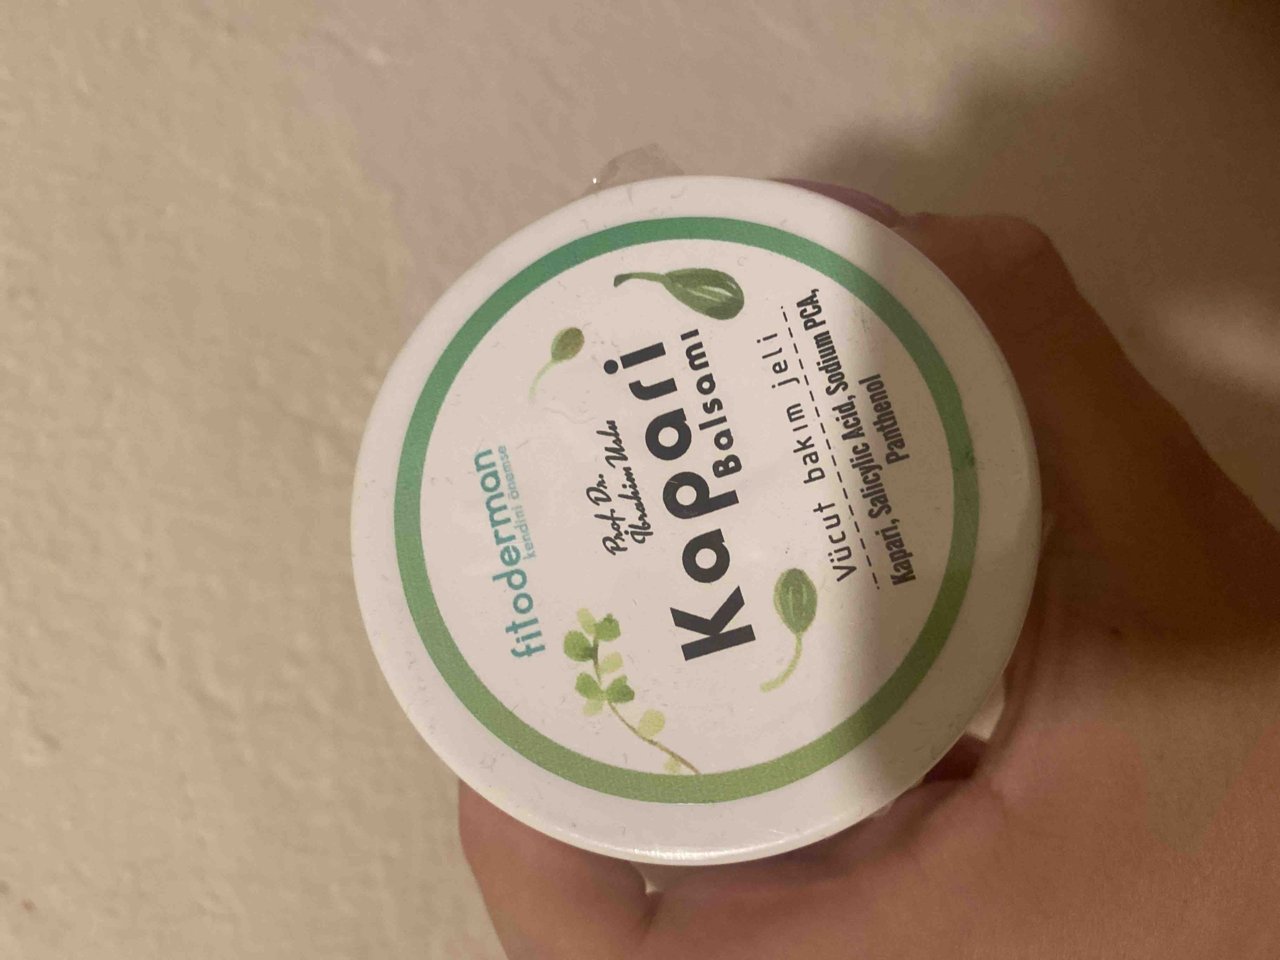 fitoderman
kendini önemse
Prof. Dr.
İbrahim Uslu
Kapari
Balsamı
Vücut bakım jeli
Kapari, Salicylic Acid, Sodium PCA,
Panthenol